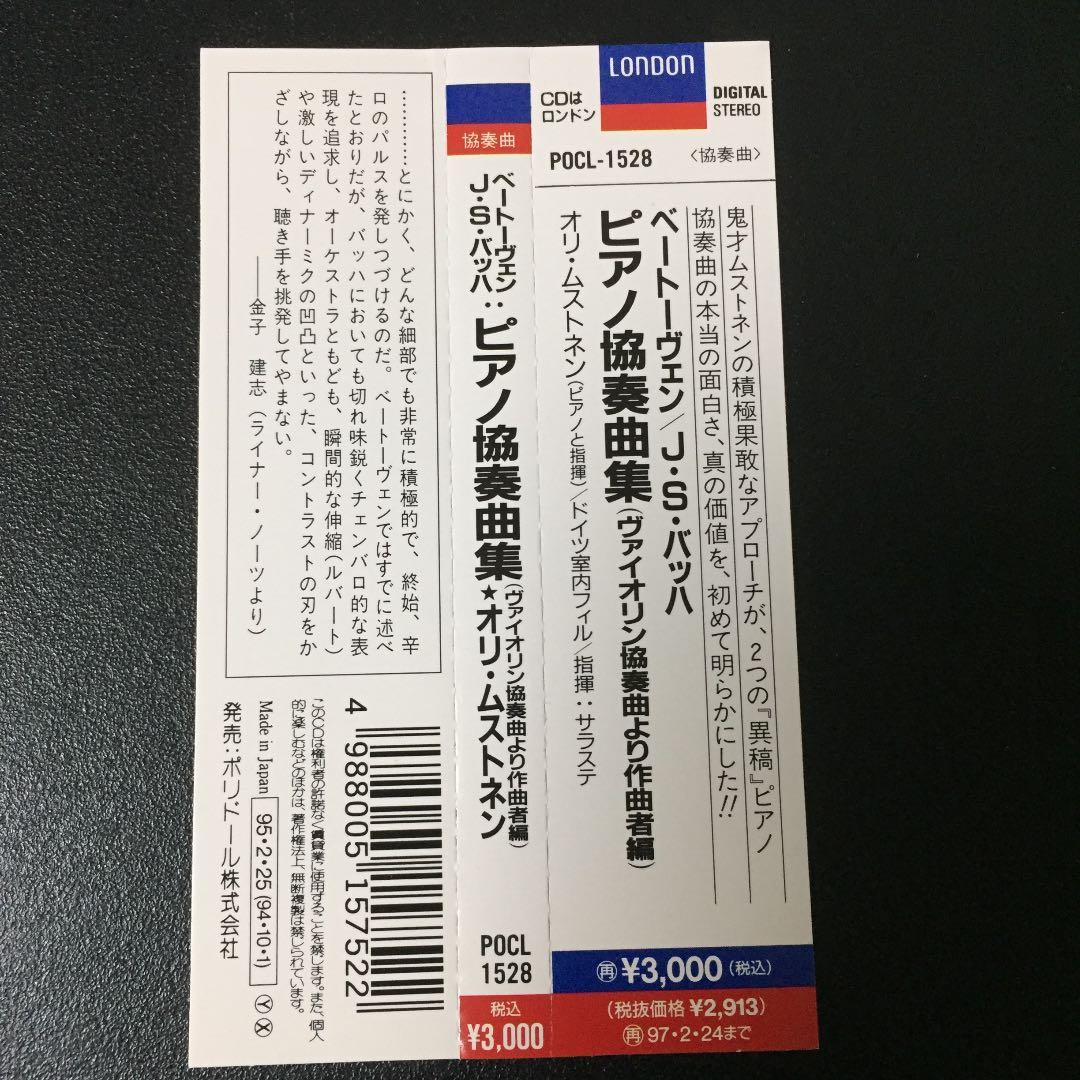 CDは
ロンドン
LONDON
DIGITAL
STEREO
POCL-1528
〈協奏曲〉
鬼才ムストネンの積極果敢なアプローチが、2つの『異稿』ピアノ
協奏曲の本当の面白さ、真の価値を、初めて明らかにした!!
ベートーヴェン/J・S・バッハ
ピアノ協奏曲集(ヴァイオリン協奏曲より作曲者編)
オリ・ムストネン(ピアノと指揮)/ドイツ室内フィル/指揮:サラステ
再 ¥3,000(税込)
(税抜価格 ¥2,913)
再 97・2・24まで
協奏曲
ベートーヴェン
J・S・バッハ:
ピアノ協奏曲集(ヴァイオリン協奏曲より作曲者編)★オリ・ムストネン
POCL
1528
税込
¥3,000
…………とにかく、どんな細部でも非常に積極的で、終始、辛
ロのパルスを発しつづけるのだ。ベートーヴェンではすでに述べ
たとおりだが、バッハにおいても切れ味鋭くチェンバロ的な表
現を追求し、オーケストラともども、瞬間的な伸縮(ルバート)
や激しいディナーミクの凹凸といった、コントラストの刃をか
ざしながら、聴き手を挑発してやまない。
――金子 建志(ライナー・ノーツより)
4 988005 157522
このCDは権利者の許諾なく賃貸業に使用することを禁じます。また、個人
的に楽しむなどのほかは、著作権法上、無断複製は禁じられています。
Made in Japan 95・2・25(94・10・1) Ⓨ Ⓧ
発売:ポリドール株式会社